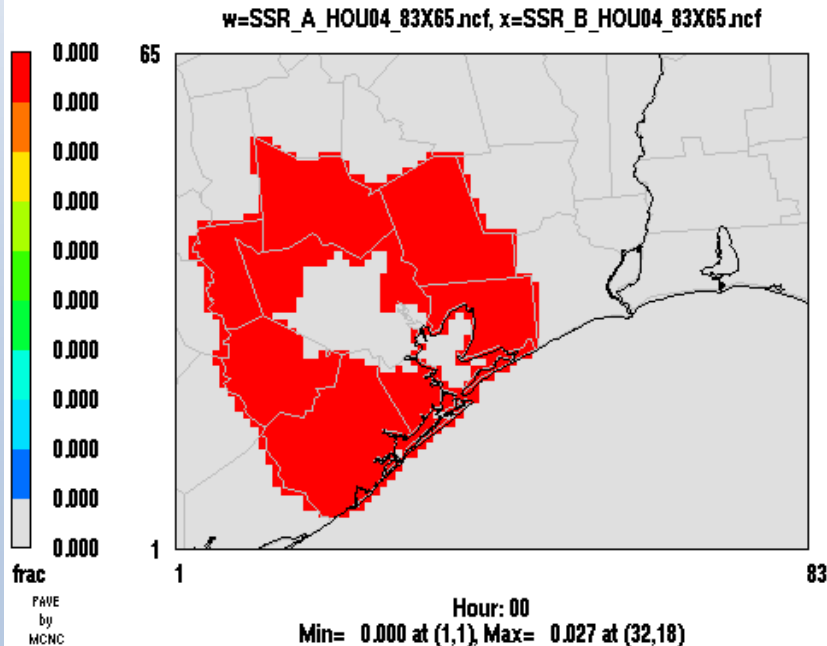 w=SSR_A_HOU04_83X65.ncf, x=SSR_B_HOU04_83X65.ncf
0.000
0.000
0.000
0.000
0.000
0.000
0.000
0.000
0.000
0.000
0.000
frac
PAVE
by
MCNC
65
1
1
83
Hour: 00
Min= 0.000 at (1,1), Max= 0.027 at (32,18)